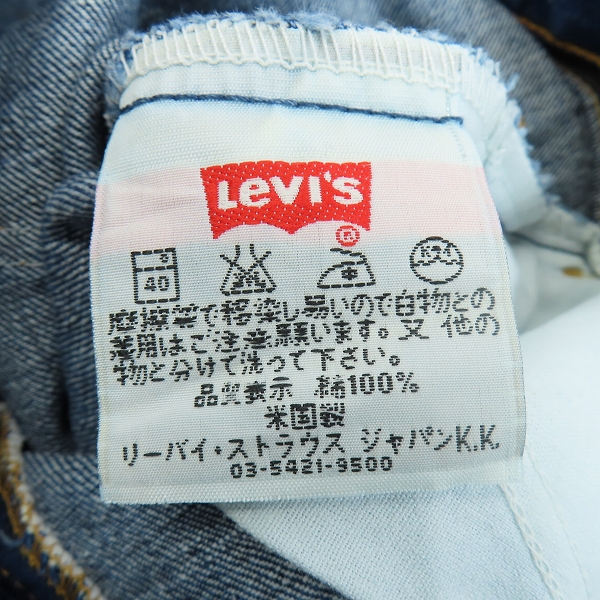 LEVI'S
®
40
摩擦等で移染し易いので白物との
着用はご注意願います。又 他の
物と分けて洗って下さい。
品質表示 綿100%
米国製
リーバイ・ストラウス ジャパンK.K.
03-5421-9500